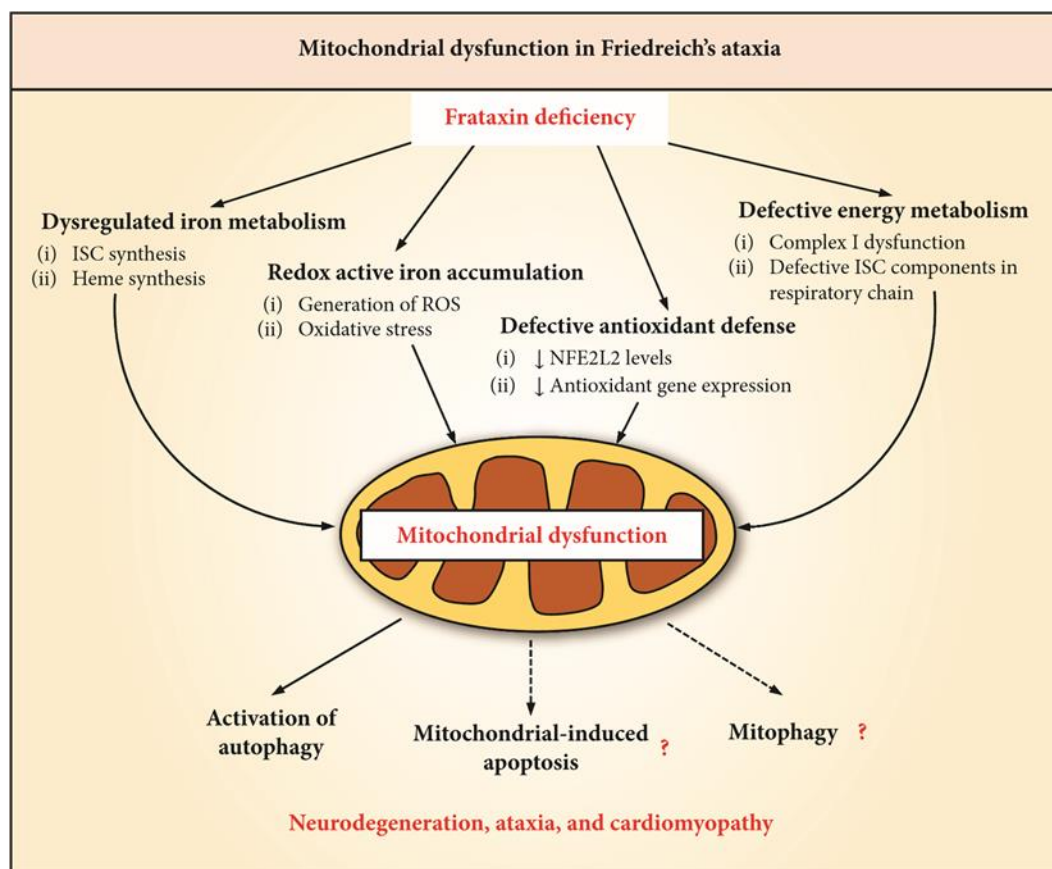 Mitochondrial dysfunction in Friedreich's ataxia
Frataxin deficiency
Dysregulated iron metabolism
(i) ISC synthesis
(ii) Heme synthesis
Redox active iron accumulation
(i) Generation of ROS
(ii) Oxidative stress
Defective antioxidant defense
(i) ↓ NFE2L2 levels
(ii) ↓ Antioxidant gene expression
Defective energy metabolism
(i) Complex I dysfunction
(ii) Defective ISC components in
respiratory chain
Mitochondrial dysfunction
Activation of
autophagy
Mitochondrial-induced ?
apoptosis
Mitophagy ?
Neurodegeneration, ataxia, and cardiomyopathy